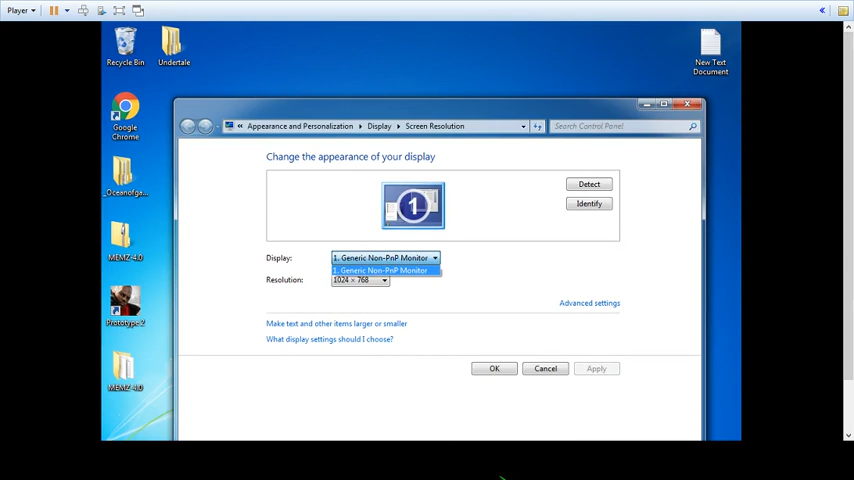 Player
Recycle Bin
Undertale
New Text
Document
Google
Chrome
_Oceanofga...
MEMZ-4.0
Prototype 2
MEMZ-4.0
« Appearance and Personalization Display Screen Resolution
Search Control Panel
Change the appearance of your display
1
Detect
Identify
Display: 1. Generic Non-PnP Monitor
1. Generic Non-PnP Monitor
Resolution: 1024 × 768
Advanced settings
Make text and other items larger or smaller
What display settings should I choose?
OK Cancel Apply